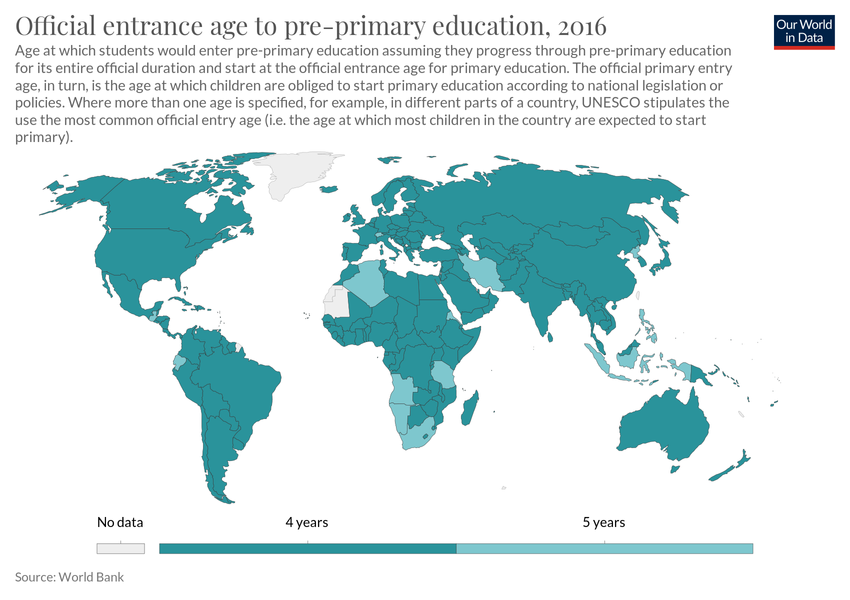 Official entrance age to pre-primary education, 2016
Our World
in Data
Age at which students would enter pre-primary education assuming they progress through pre-primary education
for its entire official duration and start at the official entrance age for primary education. The official primary entry
age, in turn, is the age at which children are obliged to start primary education according to national legislation or
policies. Where more than one age is specified, for example, in different parts of a country, UNESCO stipulates the
use the most common official entry age (i.e. the age at which most children in the country are expected to start
primary).
No data
4 years
5 years
Source: World Bank